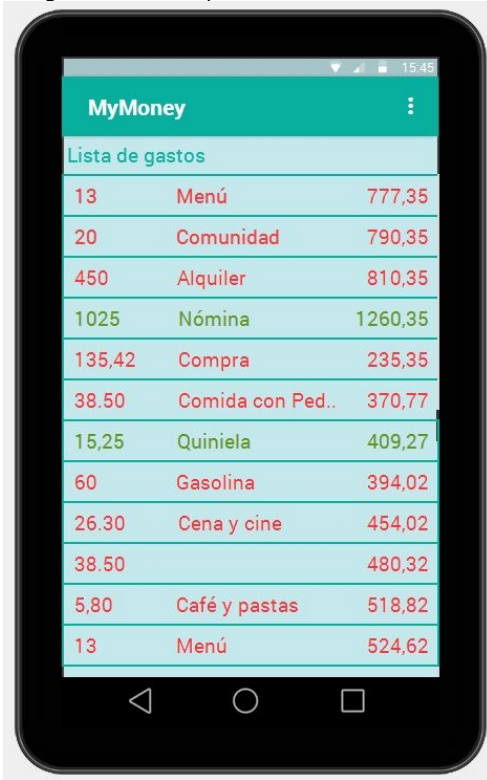 15:45
MyMoney
Lista de gastos
13 Menú 777,35
20 Comunidad 790,35
450 Alquiler 810,35
1025 Nómina 1260,35
135,42 Compra 235,35
38.50 Comida con Ped.. 370,77
15,25 Quiniela 409,27
60 Gasolina 394,02
26.30 Cena y cine 454,02
38.50 480,32
5,80 Café y pastas 518,82
13 Menú 524,62